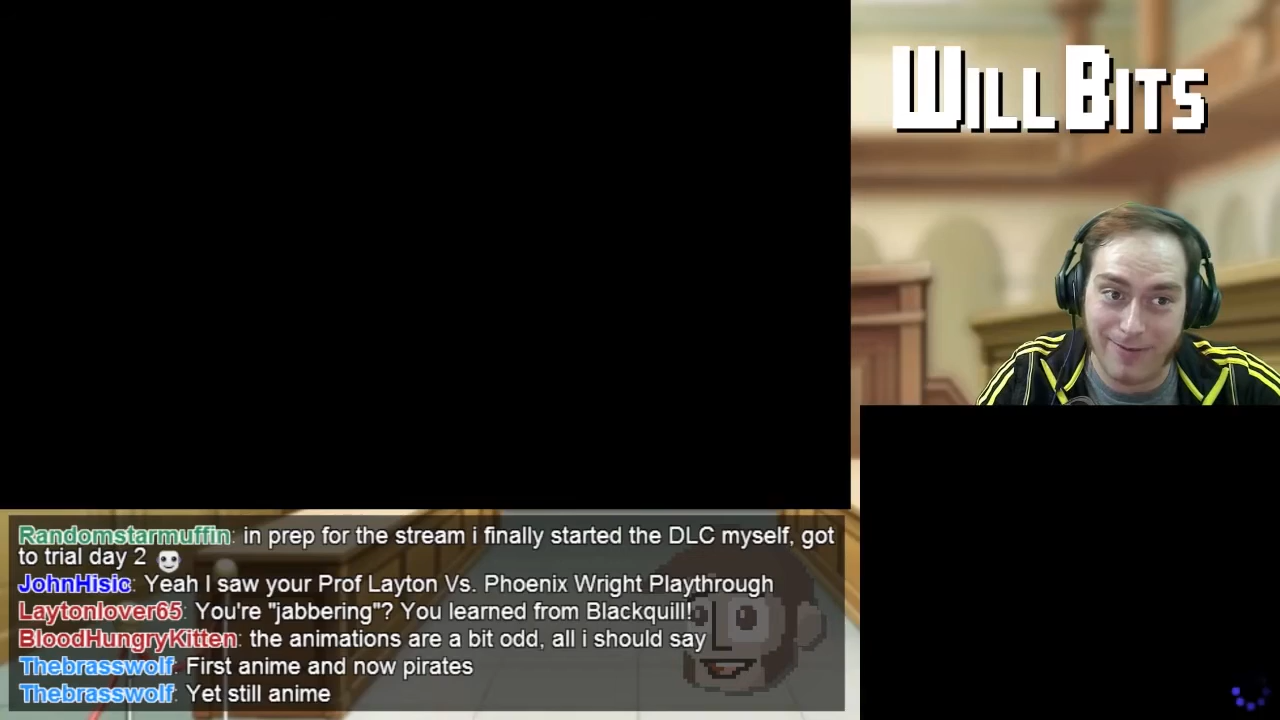 WILLBITS
Randomstarmuffin: in prep for the stream i finally started the DLC myself, got
to trial day 2
JohnHisic: Yeah I saw your Prof Layton Vs. Phoenix Wright Playthrough
Laytonlover65: You're "jabbering"? You learned from Blackquill!
BloodHungryKitten: the animations are a bit odd, all i should say
Thebrasswolf: First anime and now pirates
Thebrasswolf: Yet still anime